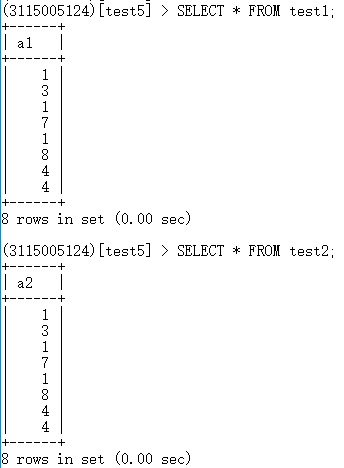 (3115005124)[test5] > SELECT * FROM test1;
+------+
| a1   |
+------+
|    1 |
|    3 |
|    1 |
|    7 |
|    1 |
|    8 |
|    4 |
|    4 |
+------+
8 rows in set (0.00 sec)
(3115005124)[test5] > SELECT * FROM test2;
+------+
| a2   |
+------+
|    1 |
|    3 |
|    1 |
|    7 |
|    1 |
|    8 |
|    4 |
|    4 |
+------+
8 rows in set (0.00 sec)